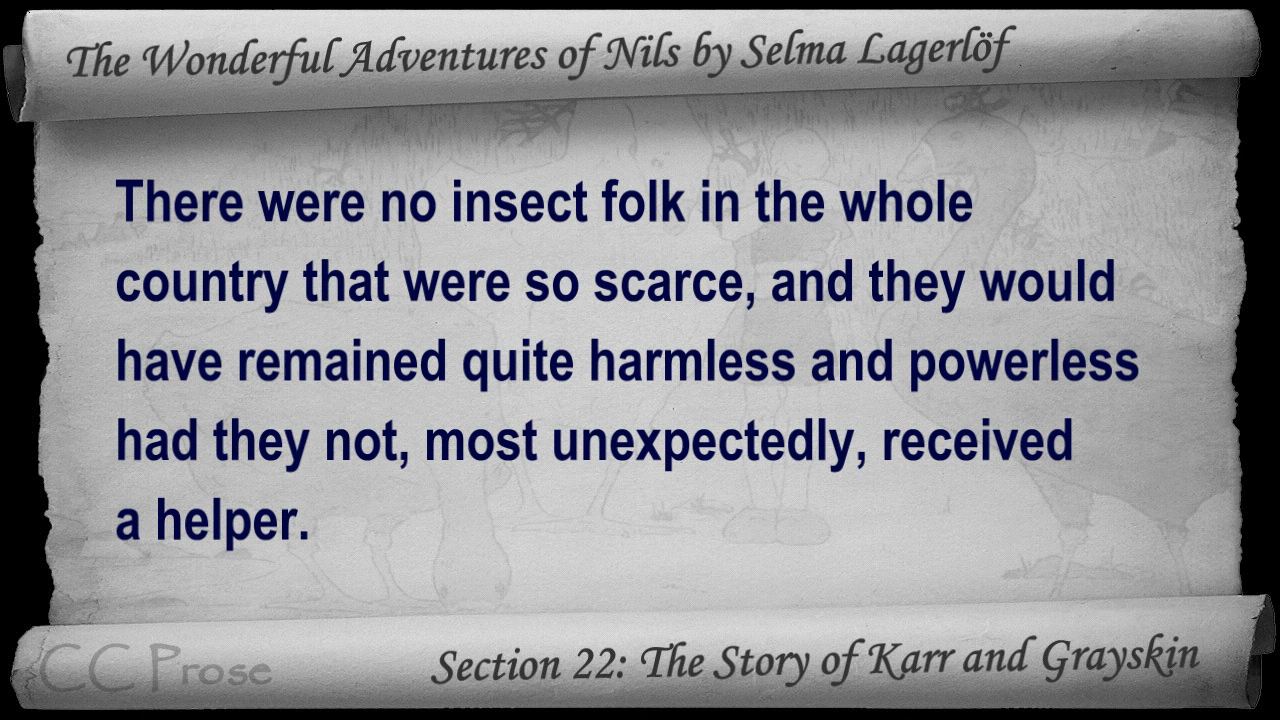 The Wonderful Adventures of Nils by Selma Lagerlöf
There were no insect folk in the whole
country that were so scarce, and they would
have remained quite harmless and powerless
had they not, most unexpectedly, received
a helper.
CC Prose
Section 22: The Story of Karr and Grayskin